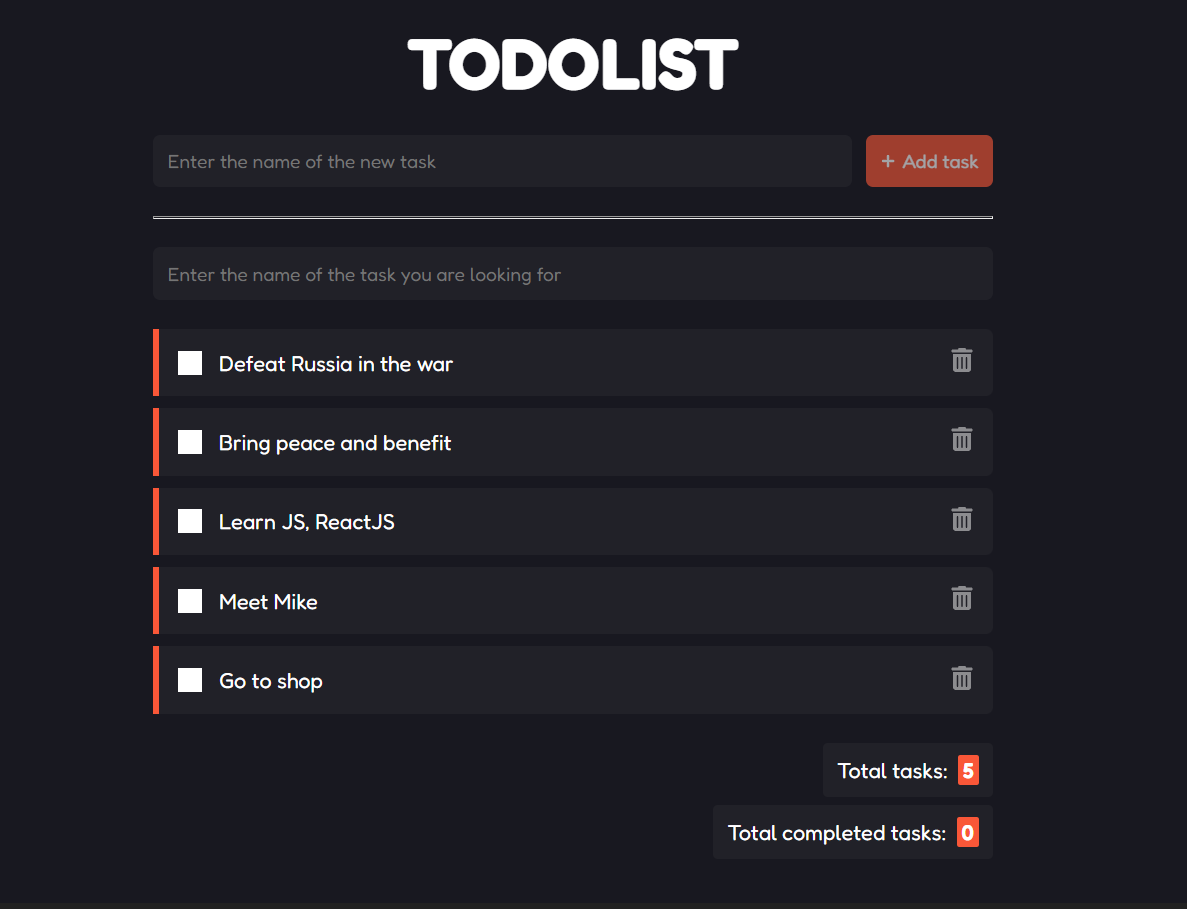 TODOLIST
Enter the name of the new task
+ Add task
Enter the name of the task you are looking for
Defeat Russia in the war
Bring peace and benefit
Learn JS, ReactJS
Meet Mike
Go to shop
Total tasks: 5
Total completed tasks: 0